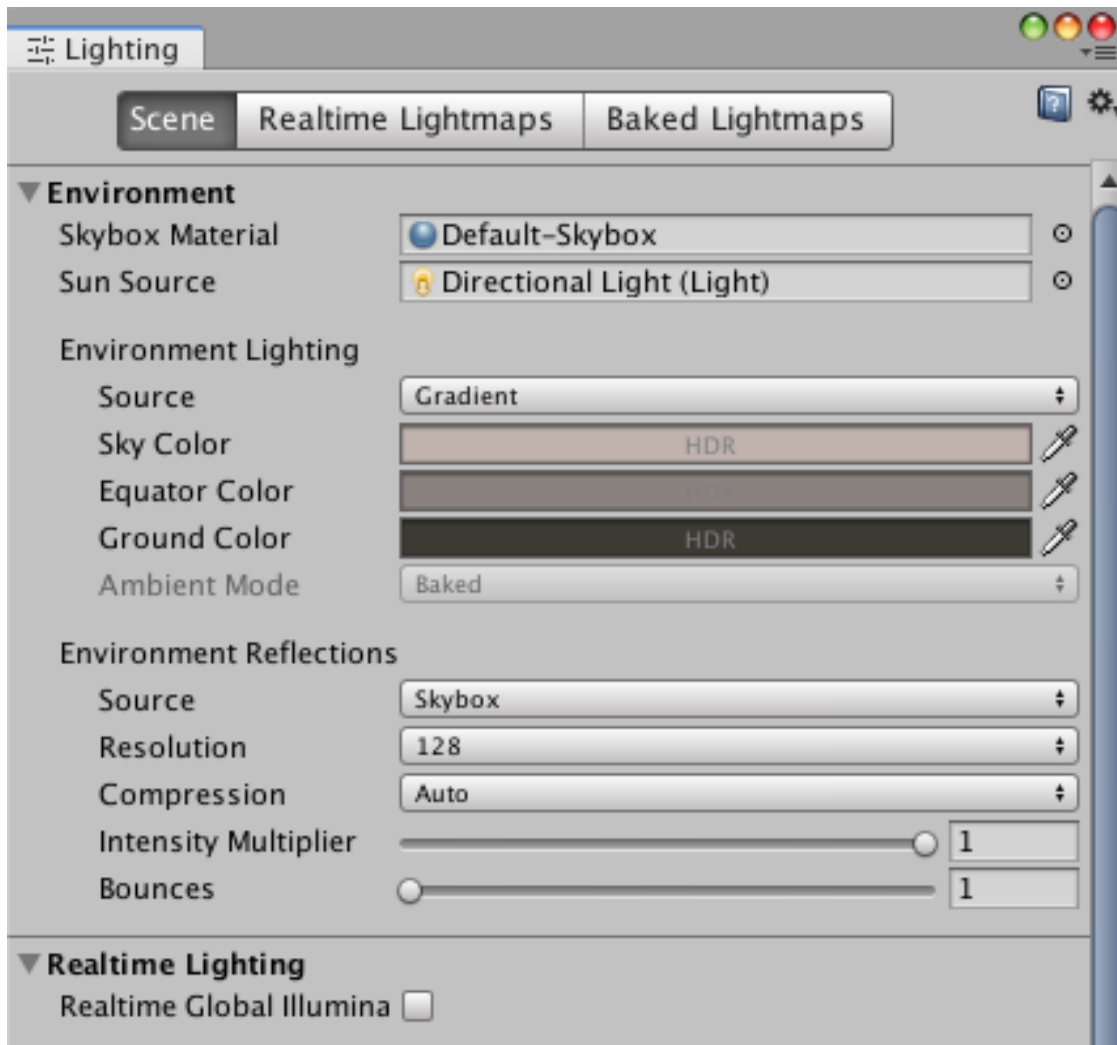 Lighting
Scene Realtime Lightmaps Baked Lightmaps
Environment
Skybox Material Default-Skybox
Sun Source Directional Light (Light)
Environment Lighting
Source Gradient
Sky Color HDR
Equator Color HDR
Ground Color HDR
Ambient Mode Baked
Environment Reflections
Source Skybox
Resolution 128
Compression Auto
Intensity Multiplier 1
Bounces 1
Realtime Lighting
Realtime Global Illumina